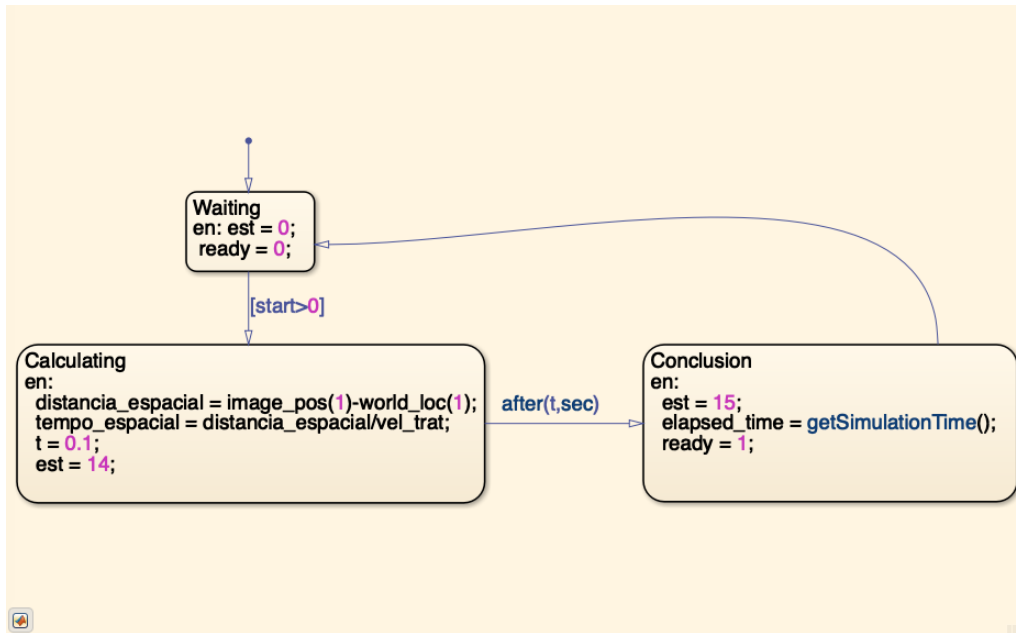 Waiting
en: est = 0;
ready = 0;
[start>0]
Calculating
en:
distancia_espacial = image_pos(1)-world_loc(1);
tempo_espacial = distancia_espacial/vel_trat;
t = 0.1;
est = 14;
after(t,sec)
Conclusion
en:
est = 15;
elapsed_time = getSimulationTime();
ready = 1;